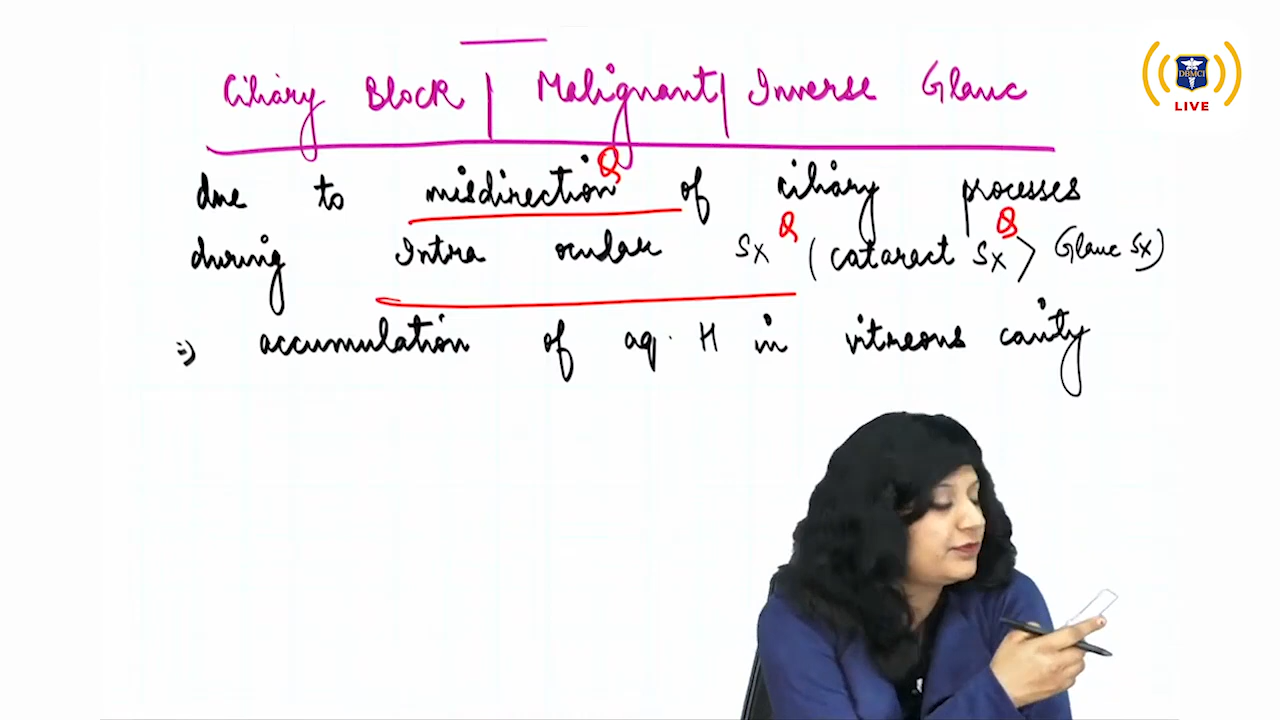 Ciliary Block | Malignant | Inverse Glauc
due to misdirection of ciliary processes
Q
during Intra ocular Sx (cataract Sx > Glauc Sx)
Q Q
=) accumulation of aq. H in vitreous cavity
DBMCI
LIVE